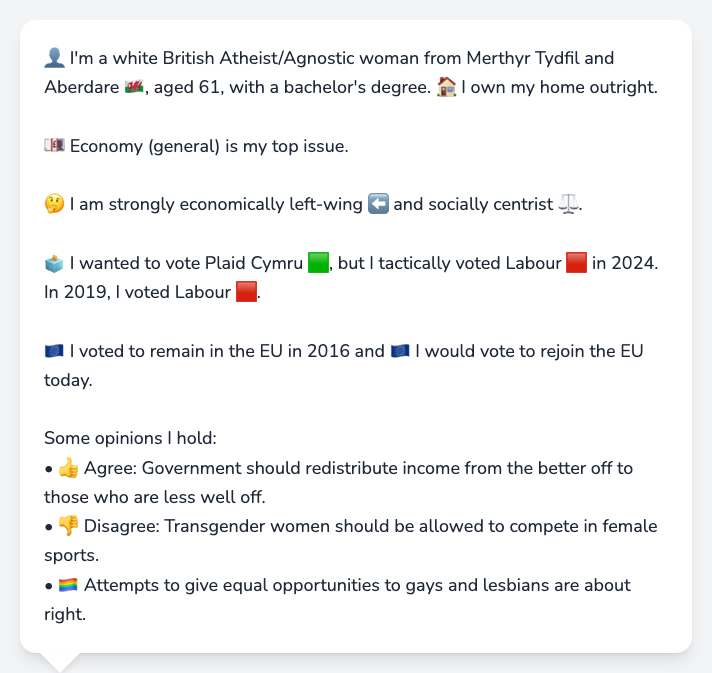 👤 I'm a white British Atheist/Agnostic woman from Merthyr Tydfil and
Aberdare 🏴󠁧󠁢󠁷󠁬󠁳󠁿, aged 61, with a bachelor's degree. 🏠 I own my home outright.
💷 Economy (general) is my top issue.
🤔 I am strongly economically left-wing ⬅️ and socially centrist ⚖️.
🗳️ I wanted to vote Plaid Cymru 🟩, but I tactically voted Labour 🟥 in 2024.
In 2019, I voted Labour 🟥.
🇪🇺 I voted to remain in the EU in 2016 and 🇪🇺 I would vote to rejoin the EU
today.
Some opinions I hold:
• 👍 Agree: Government should redistribute income from the better off to
those who are less well off.
• 👎 Disagree: Transgender women should be allowed to compete in female
sports.
• 🏳️‍🌈 Attempts to give equal opportunities to gays and lesbians are about
right.